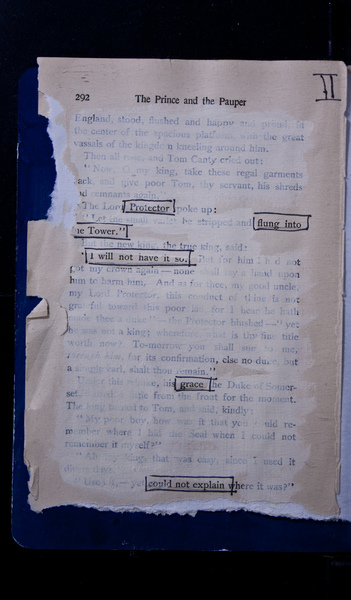 II
292 The Prince and the Pauper
England, stood, flushed and happy and proud, in
the center of the spacious platform, with the great
vassals of the kingdom kneeling around him.
Then all rose, and Tom Canty cried out:
"Now, O my king, take these regal garments
back, and give poor Tom, thy servant, his shreds
and remnants again."
The Lord Protector spoke up:
"Let the small be stripped and flung into
he Tower."
But the new king, the true king, said:
"I will not have it so. But for him I had not
got my crown again — none shall lay a hand upon
him to harm him. And as for thee, my good uncle,
my Lord Protector, this conduct of thine is not
grateful toward this poor lad, for I hear he hath
made thee a duke" — the Protector blushed — "yet
he was not a king; wherefore what is thy fine title
worth now? To-morrow you shall sue to me,
through him, for its confirmation, else no duke, but
a simple earl, shalt thou remain."
Under this rebuke, his grace the Duke of Somer-
set retired a little from the front for the moment.
The king turned to Tom, and said, kindly:
"My poor boy, how was it that you could re-
member where I hid the Seal when I could not
remember it myself?"
"Ah, my king, that was easy, since I used it
divers days."
"Used it, — yet could not explain where it was?"